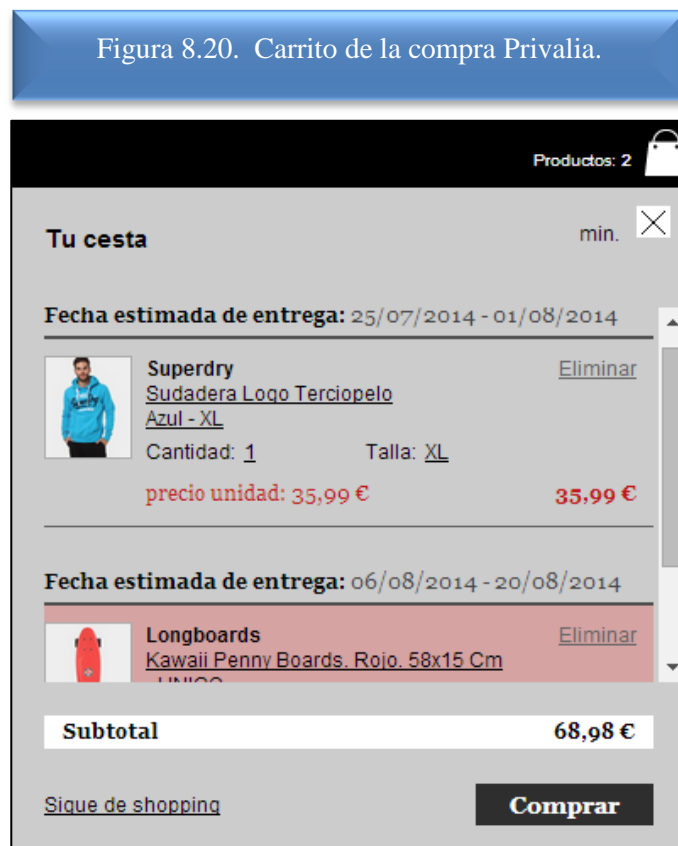 Figura 8.20. Carrito de la compra Privalia.
Productos: 2
Tu cesta
min.
Fecha estimada de entrega: 25/07/2014 - 01/08/2014
Superdry
Eliminar
Sudadera Logo Terciopelo
Azul - XL
Cantidad: 1 Talla: XL
precio unidad: 35,99 € 35,99 €
Fecha estimada de entrega: 06/08/2014 - 20/08/2014
Longboards
Eliminar
Kawaii Penny Boards. Rojo. 58x15 Cm
Subtotal 68,98 €
Sigue de shopping
Comprar